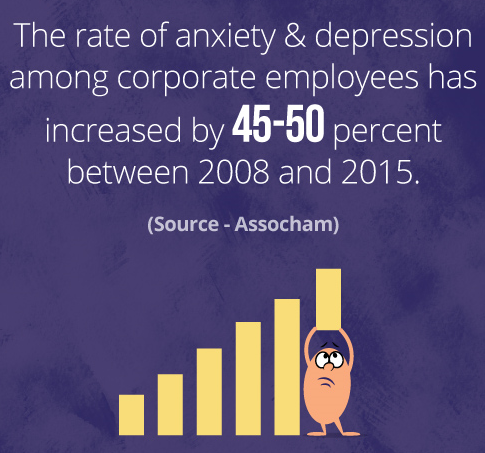 The rate of anxiety & depression
among corporate employees has
increased by 45-50 percent
between 2008 and 2015.
(Source - Assocham)